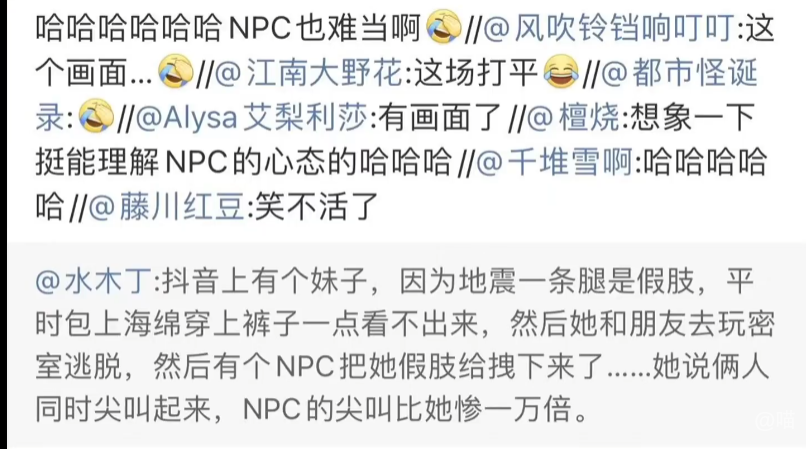 哈哈哈哈哈哈NPC也难当啊🤣//@风吹铃铛响叮叮:这
个画面...🤣//@江南大野花:这场打平😂//@都市怪诞
录:🤣//@Alysa艾梨利莎:有画面了//@檀烧:想象一下
挺能理解NPC的心态的哈哈哈//@千堆雪啊:哈哈哈哈
哈//@藤川红豆:笑不活了
@水木丁:抖音上有个妹子，因为地震一条腿是假肢，平
时包上海绵穿上裤子一点看不出来，然后她和朋友去玩密
室逃脱，然后有个NPC把她假肢给拽下来了......她说俩人
同时尖叫起来，NPC的尖叫比她惨一万倍。